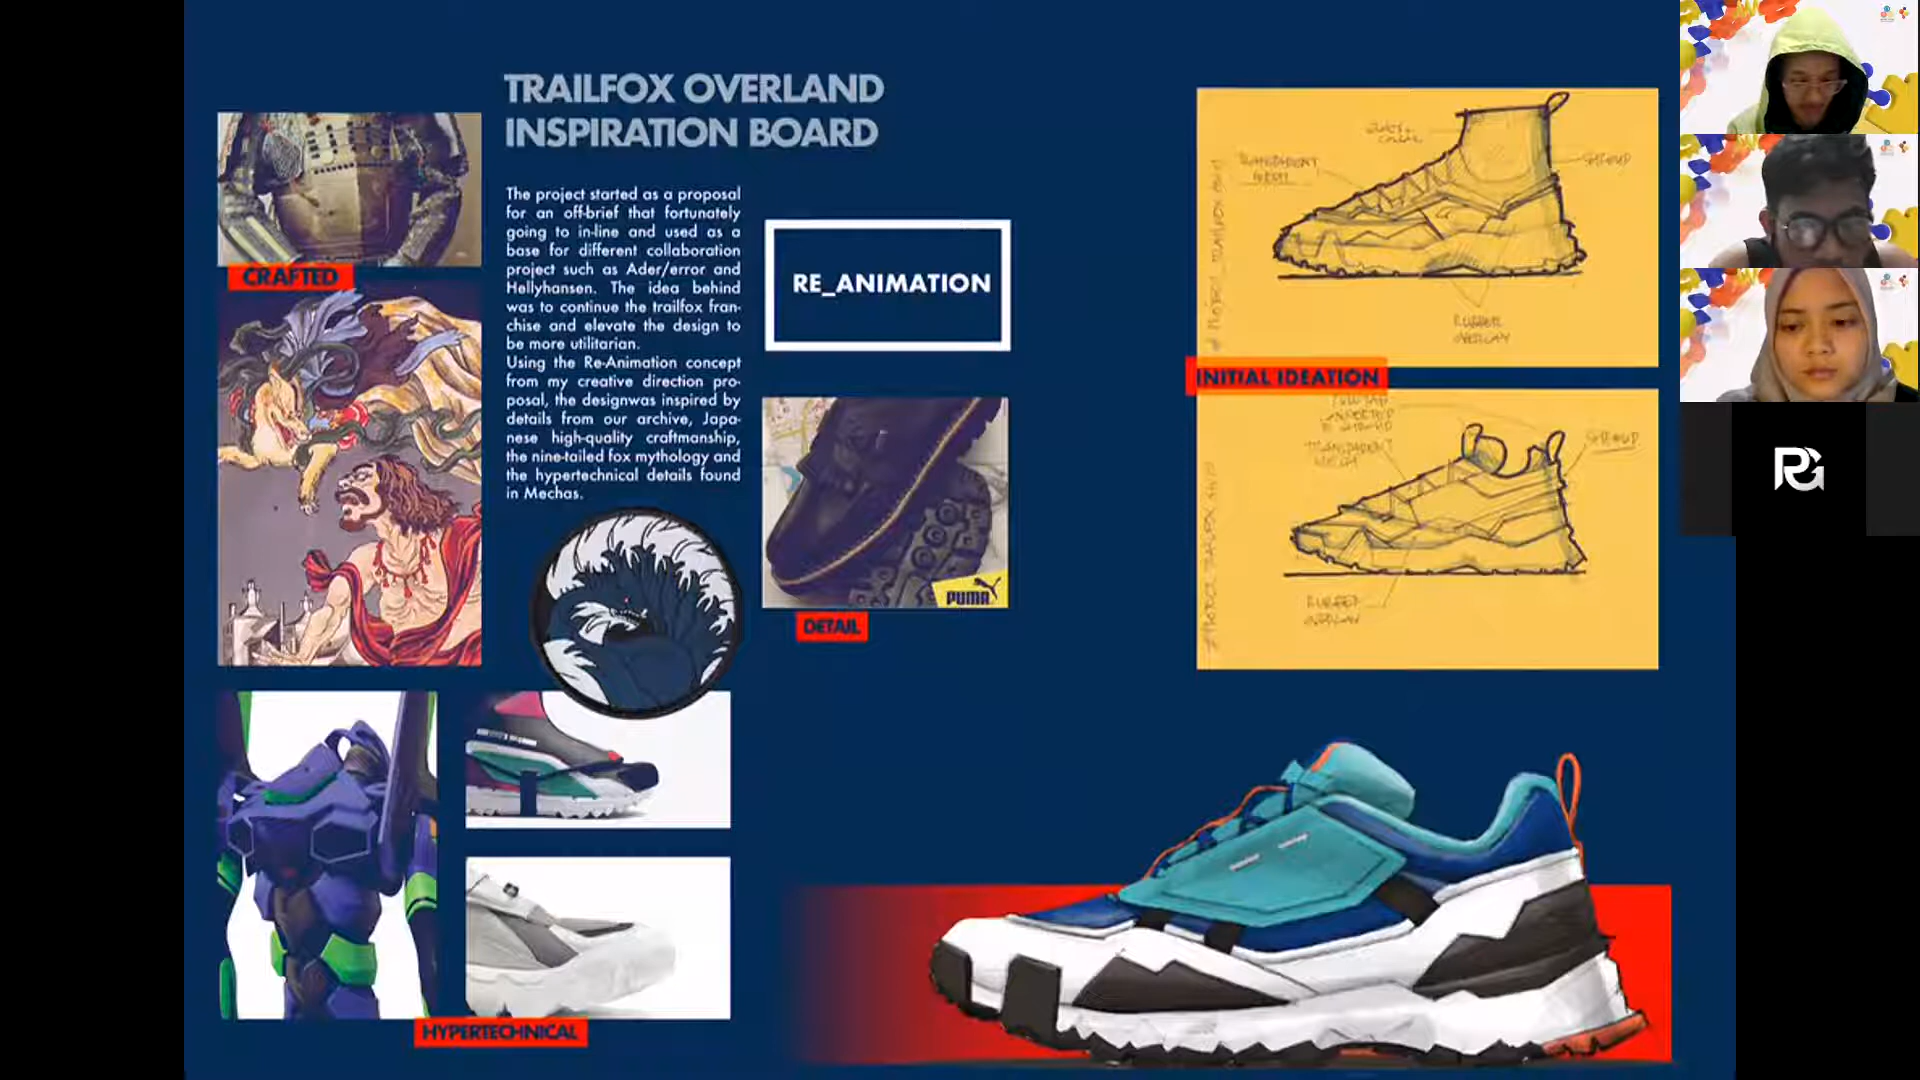 TRAILFOX OVERLAND
INSPIRATION BOARD
CRAFTED
The project started as a proposal
for an off-brief that fortunately
going to in-line and used as a
base for different collaboration
project such as Ader/error and
Hellyhansen. The idea behind
was to continue the trailfox fran-
chise and elevate the design to
be more utilitarian.
Using the Re-Animation concept
from my creative direction pro-
posal, the designwas inspired by
details from our archive, Japa-
nese high-quality craftmanship,
the nine-tailed fox mythology and
the hypertechnical details found
in Mechas.
RE_ANIMATION
PUMA
DETAIL
HYPERTECHNICAL
TRANSPARENT
MESH
SHROUD
RUBBER
OVERLAY
INITIAL IDEATION
TRANSPARENT
MESH
SHROUD
RUBBER
OVERLAY